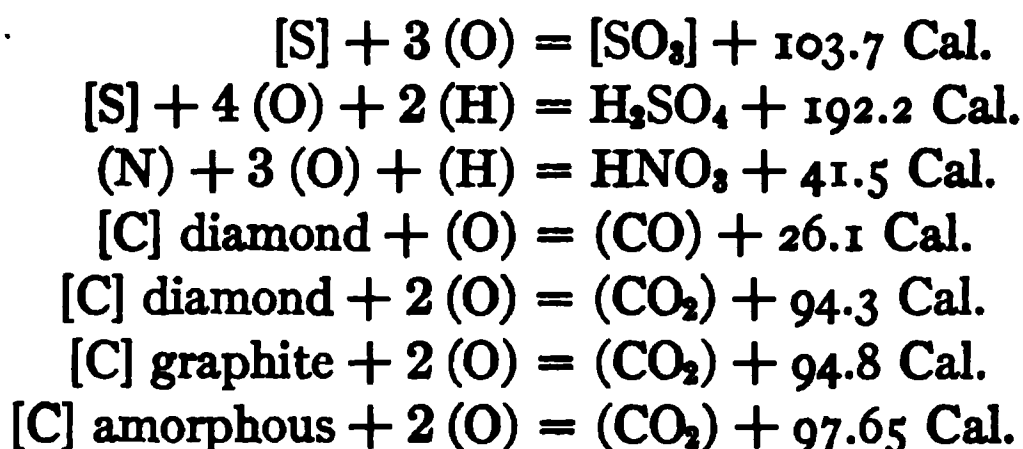 [S] + 3 (O) = [SO₃] + 103.7 Cal.
[S] + 4 (O) + 2 (H) = H₂SO₄ + 192.2 Cal.
(N) + 3 (O) + (H) = HNO₃ + 41.5 Cal.
[C] diamond + (O) = (CO) + 26.1 Cal.
[C] diamond + 2 (O) = (CO₂) + 94.3 Cal.
[C] graphite + 2 (O) = (CO₂) + 94.8 Cal.
[C] amorphous + 2 (O) = (CO₂) + 97.65 Cal.